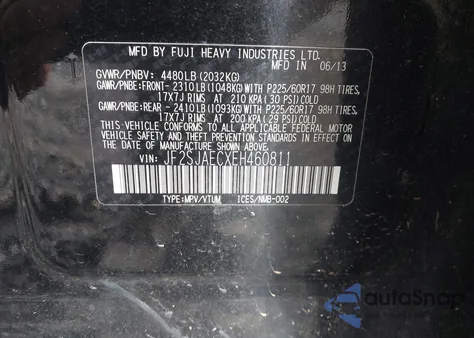 MFD BY FUJI HEAVY INDUSTRIES LTD.
06/13
GVWR/PNBV: 4480LB(2032KG)
GAWR/PNBE:FRONT- 2310LB(1048KG)WITH P225/60R17 98H TIRES,
17X7J RIMS AT 210 KPA(30 PSI)COLD
GAWR/PNBE:REAR - 2410LB(1093KG)WITH P225/60R17 98H TIRES,
17X7J RIMS AT 200 KPA(29 PSI)COLD
THIS VEHICLE CONFORMS TO ALL APPLICABLE FEDERAL MOTOR
VEHICLE SAFETY AND THEFT PREVENTION STANDARDS IN EFFECT ON
THE DATE OF MANUFACTURE SHOWN ABOVE.
VIN: JF2SJAECXEH460811
TYPE:MPV/VTUM ICES/NMB-002
autoSnap